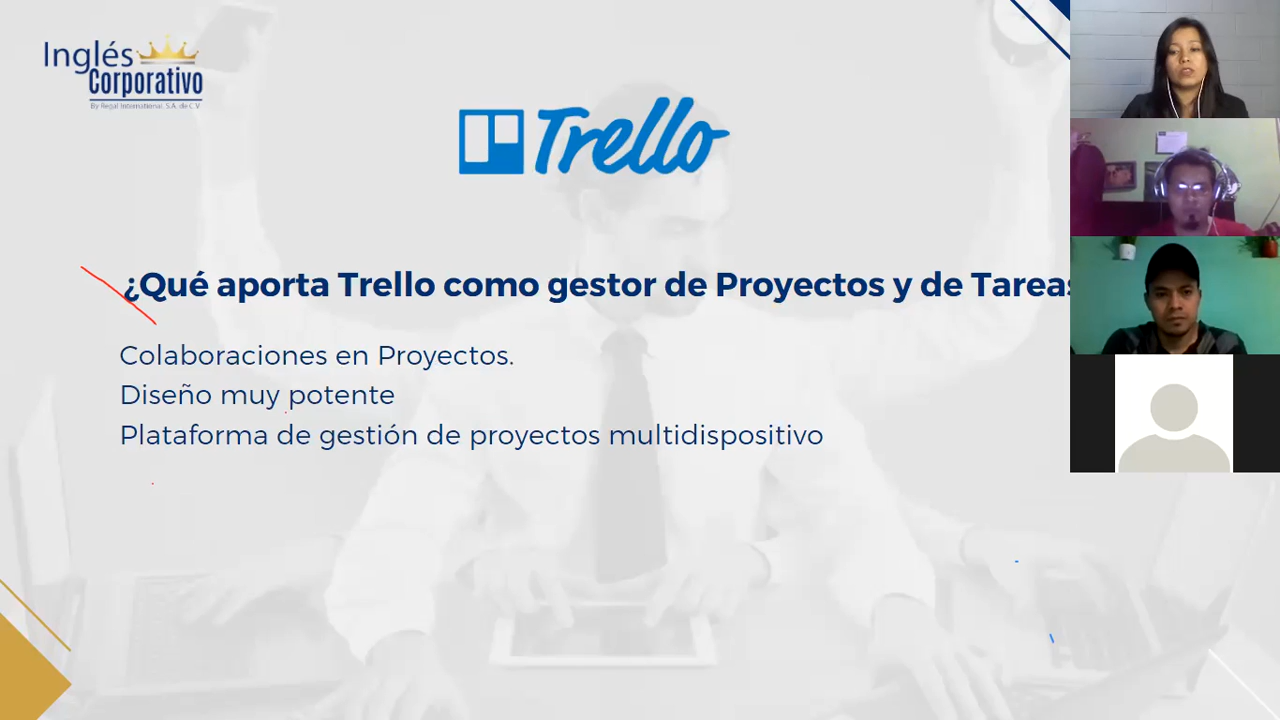 Inglés
Corporativo
By Regal International, S.A. de C.V
Trello
¿Qué aporta Trello como gestor de Proyectos y de Tareas
Colaboraciones en Proyectos.
Diseño muy potente
Plataforma de gestión de proyectos multidispositivo